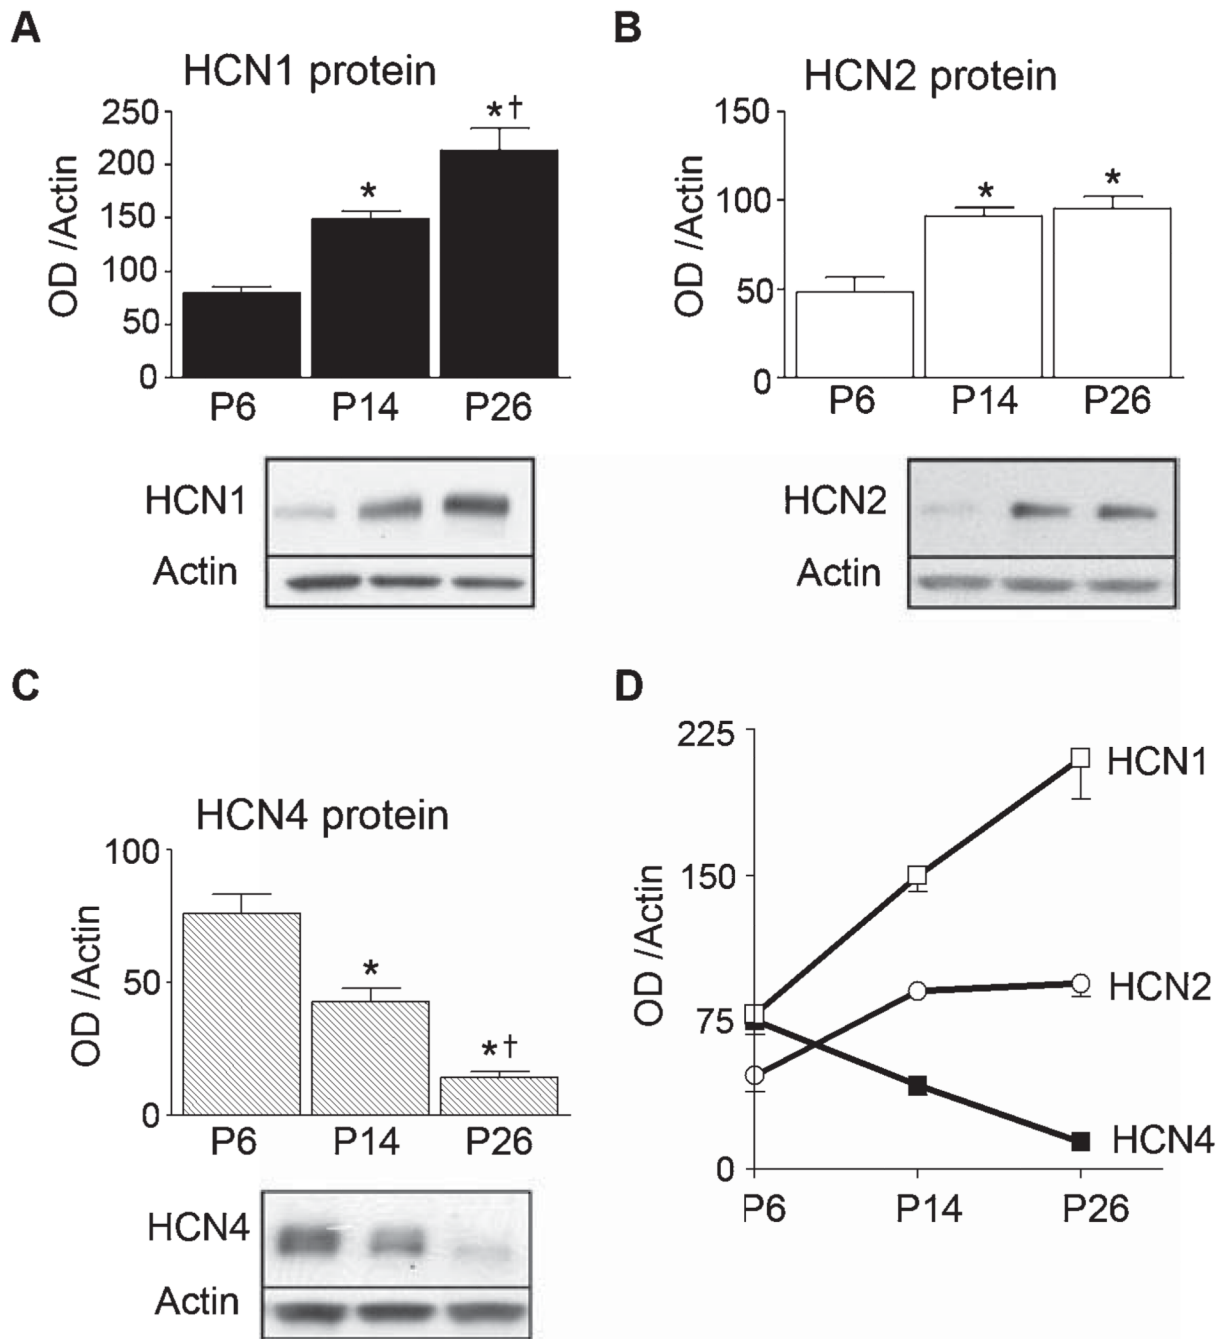 A
HCN1 protein
OD /Actin
250
200
150
100
50
0
*
*†
P6 P14 P26
HCN1
Actin
B
HCN2 protein
OD /Actin
150
100
50
0
*
*
P6 P14 P26
HCN2
Actin
C
HCN4 protein
OD /Actin
100
50
0
*
*†
P6 P14 P26
HCN4
Actin
D
OD /Actin
225
150
75
0
HCN1
HCN2
HCN4
P6 P14 P26